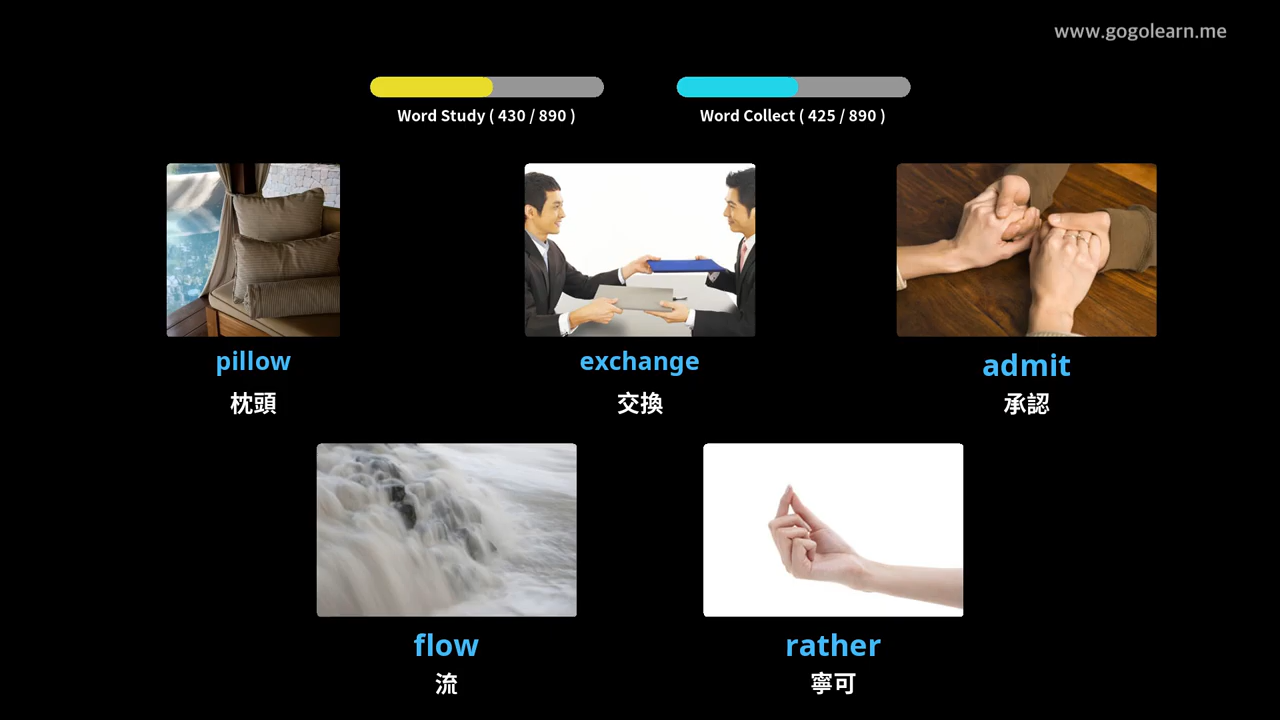 www.gogolearn.me
Word Study ( 430 / 890 )
Word Collect ( 425 / 890 )
pillow
枕頭
exchange
交換
admit
承認
flow
流
rather
寧可